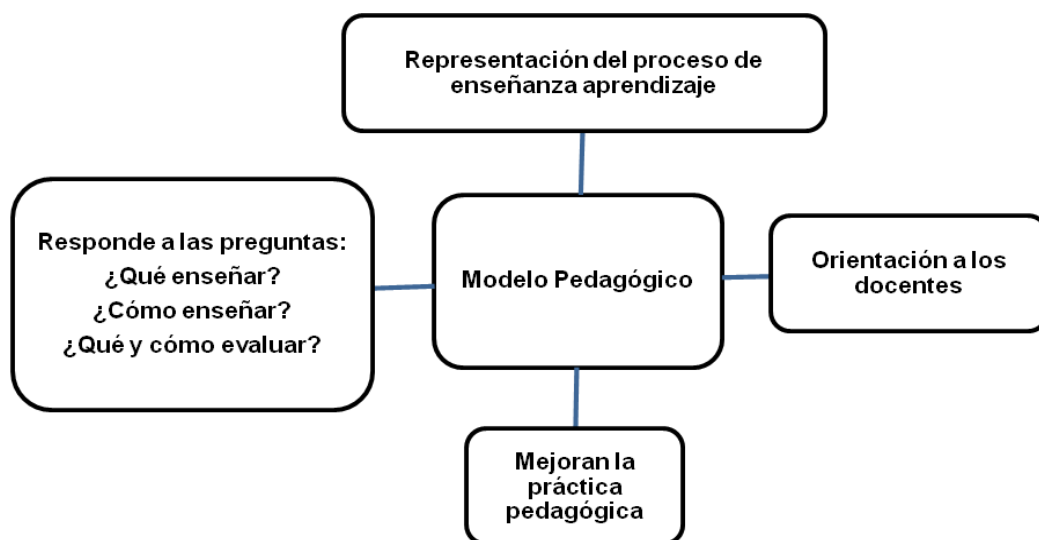 Representación del proceso de
enseñanza aprendizaje
Responde a las preguntas:
¿Qué enseñar?
¿Cómo enseñar?
¿Qué y cómo evaluar?
Modelo Pedagógico
Orientación a los
docentes
Mejoran la
práctica
pedagógica